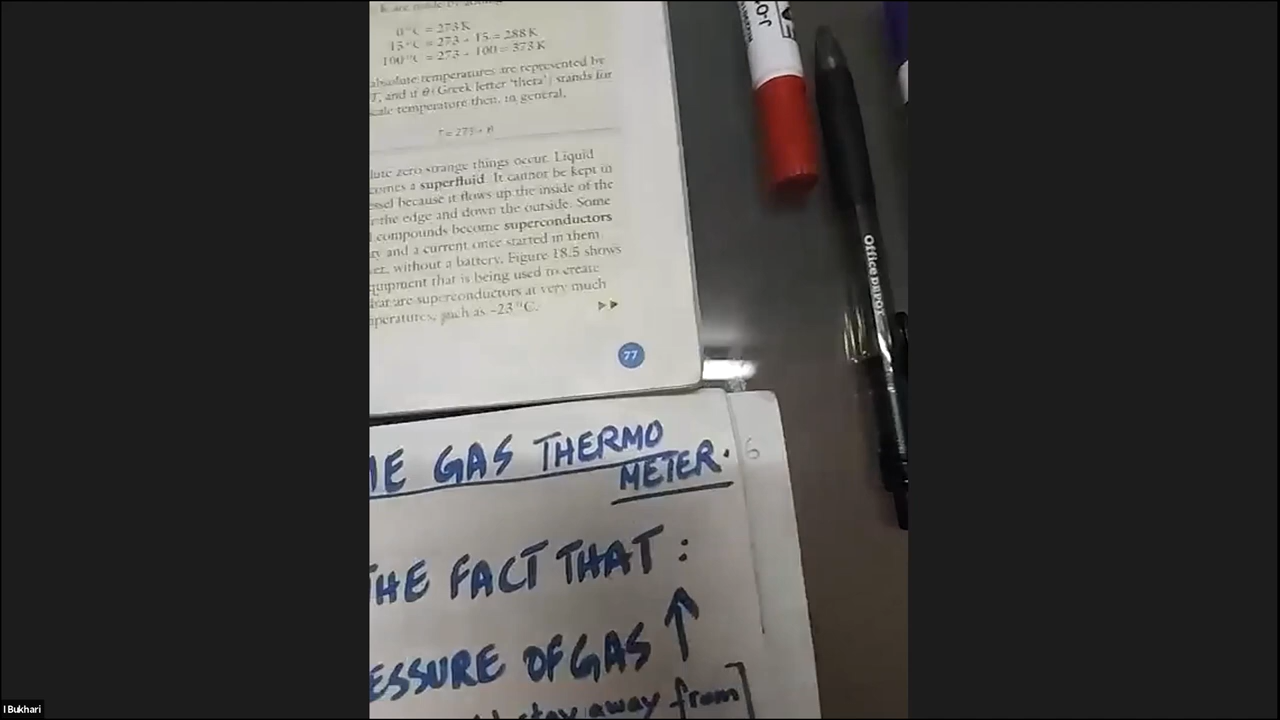 0 °C = 273 K
15 °C = 273 + 15 = 288 K
100 °C = 273 + 100 = 373 K
absolute temperatures are represented by
T, and if θ (Greek letter 'theta') stands for
scale temperature then, in general,
T = 273 + θ
lute zero strange things occur. Liquid
comes a superfluid. It cannot be kept in
essel because it flows up the inside of the
the edge and down the outside. Some
compounds become superconductors
and a current once started in them
ver, without a battery. Figure 18.5 shows
quipment that is being used to create
hat are superconductors at very much
mperatures, such as −23 °C.
77
ME GAS THERMO
METER.
6
THE FACT THAT :
ESSURE OF GAS ↑
stay away from]
Office
I Bukhari